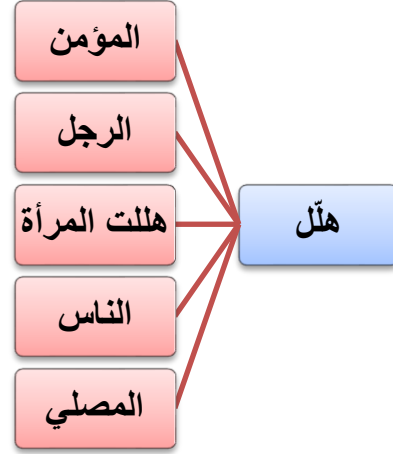 هلّل
المؤمن
الرجل
هللت المرأة
الناس
المصلي